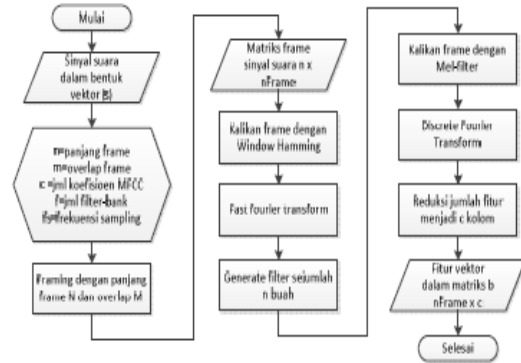 Mulai
Sinyal suara
dalam bentuk
vektor (s)
n=panjang frame
m=overlap frame
c =jml koefisioen MFCC
f=jml filter-bank
fs=frekuensi sampling
Framing dengan panjang
frame N dan overlap M
Matriks frame
sinyal suara n x
nFrame
Kalikan frame dengan
Window Hamming
Fast Fourier transform
Generate filter sejumlah
n buah
Kalikan frame dengan
Mel-filter
Discrete Fourier
Transform
Reduksi jumlah fitur
menjadi c kolom
Fitur vektor
dalam matriks b
nFrame x c
Selesai